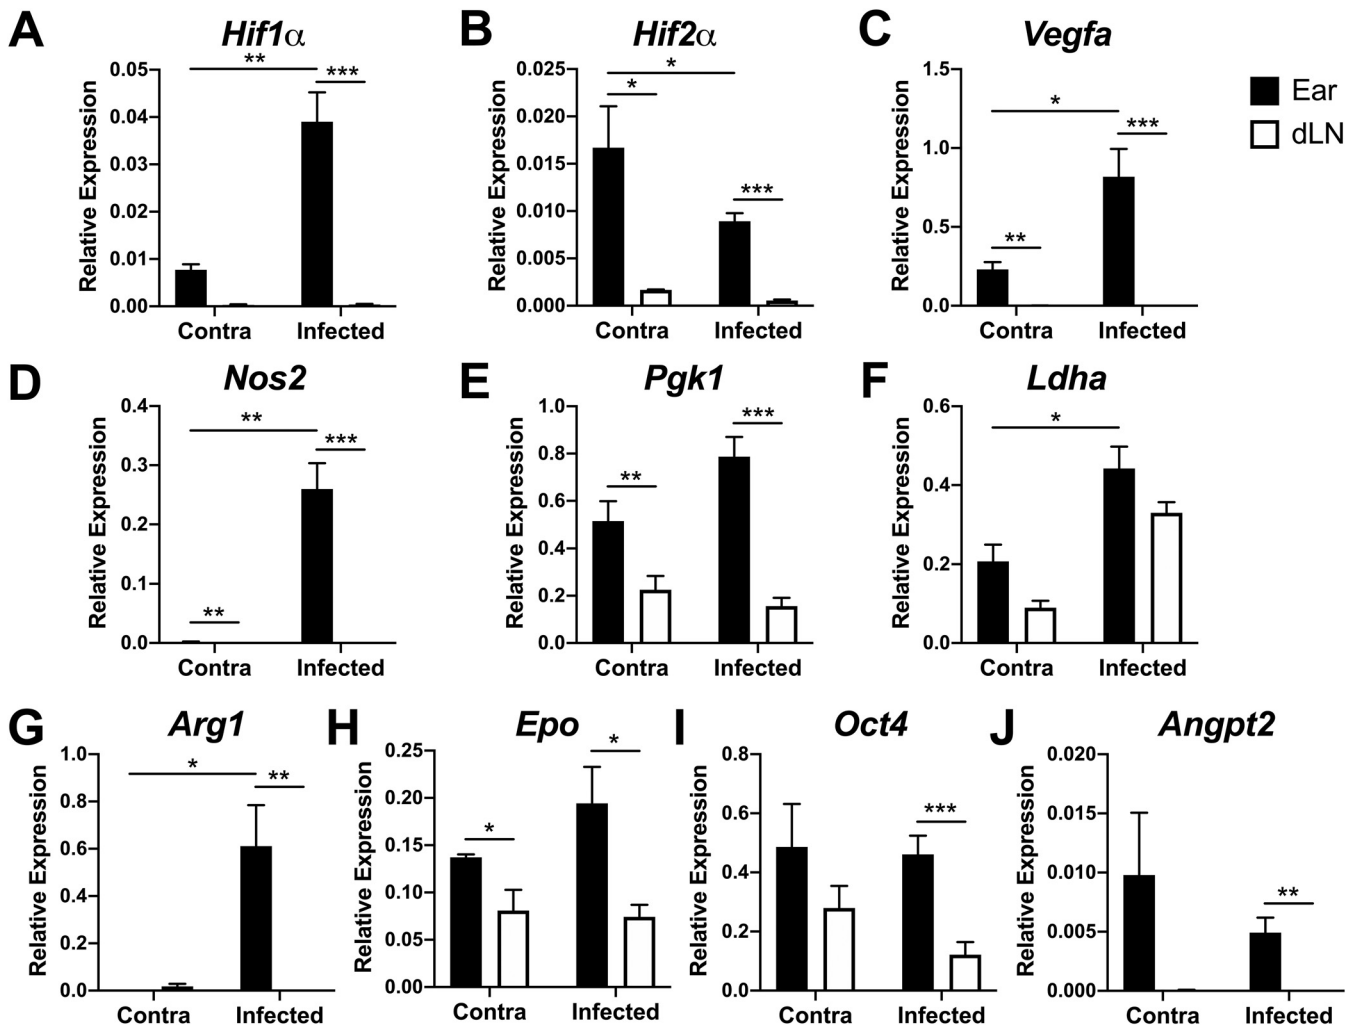 A
Hif1α
Relative Expression
0.05
0.04
0.03
0.02
0.01
0.00
**
***
Contra
Infected
B
Hif2α
Relative Expression
0.025
0.020
0.015
0.010
0.005
0.000
*
*
***
Contra
Infected
C
Vegfa
Relative Expression
1.5
1.0
0.5
0.0
*
***
**
Contra
Infected
Ear
dLN
D
Nos2
Relative Expression
0.4
0.3
0.2
0.1
0.0
**
***
**
Contra
Infected
E
Pgk1
Relative Expression
1.0
0.8
0.6
0.4
0.2
0.0
***
**
Contra
Infected
F
Ldha
Relative Expression
0.6
0.4
0.2
0.0
*
Contra
Infected
G
Arg1
Relative Expression
1.0
0.8
0.6
0.4
0.2
0.0
*
**
Contra
Infected
H
Epo
Relative Expression
0.25
0.20
0.15
0.10
0.05
0.00
*
*
Contra
Infected
I
Oct4
Relative Expression
0.8
0.6
0.4
0.2
0.0
***
Contra
Infected
J
Angpt2
Relative Expression
0.020
0.015
0.010
0.005
0.000
**
Contra
Infected